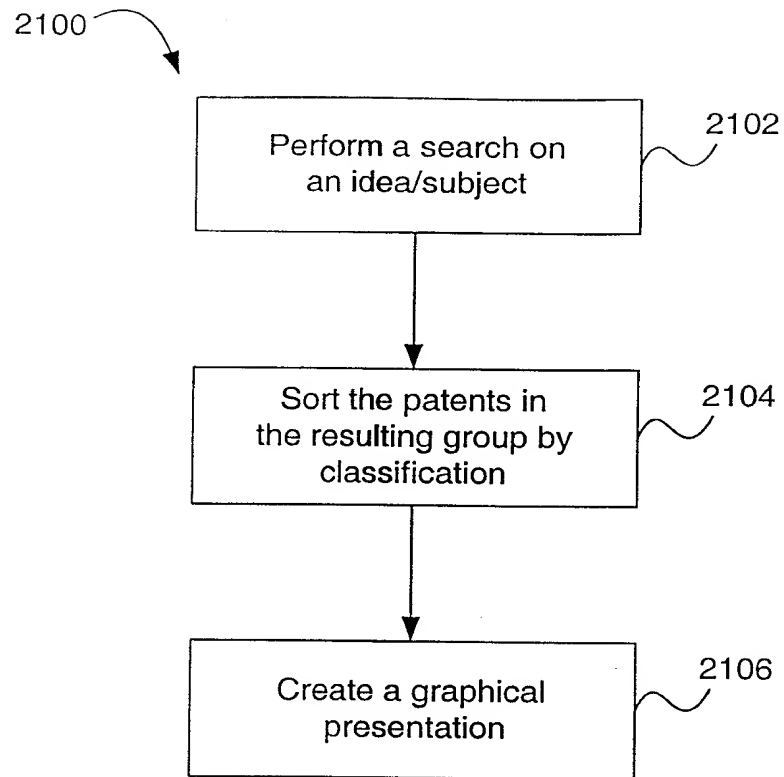 2100
Perform a search on
an idea/subject
2102
Sort the patents in
the resulting group by
classification
2104
Create a graphical
presentation
2106